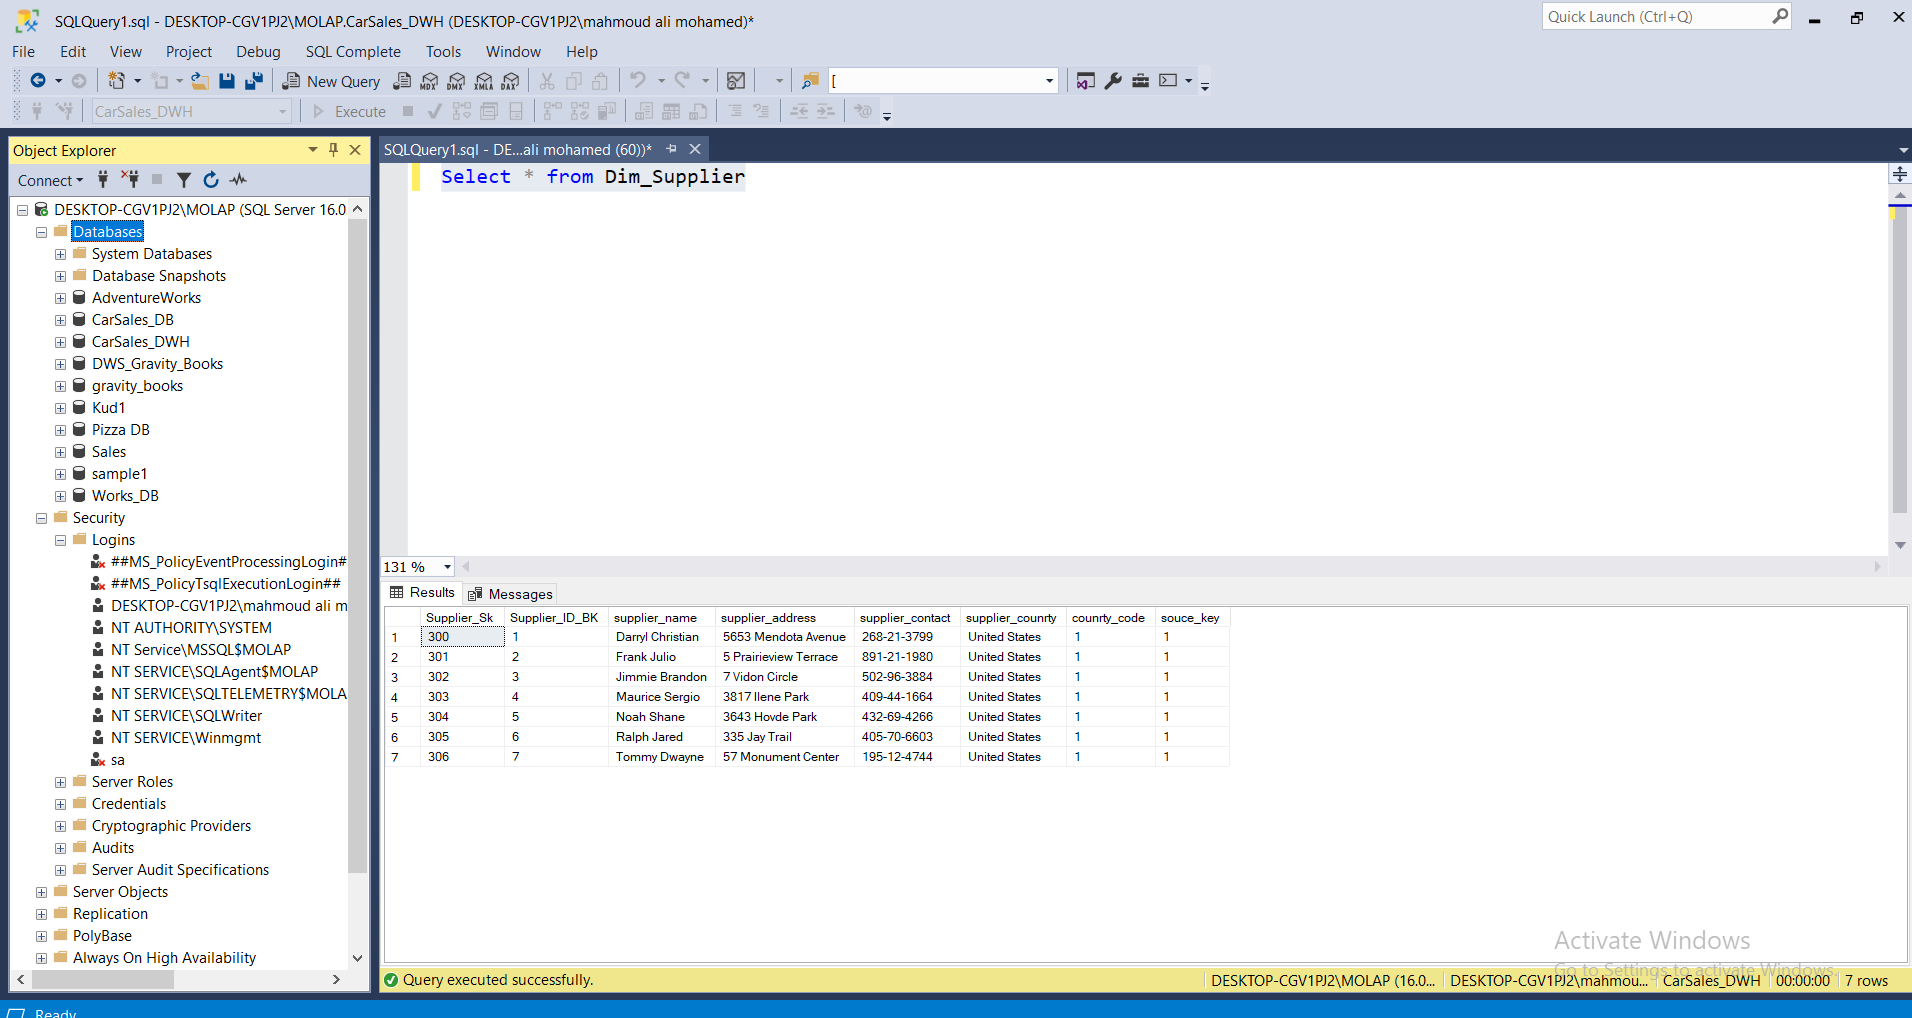 SQLQuery1.sql - DESKTOP-CGV1PJ2\MOLAP.CarSales_DWH (DESKTOP-CGV1PJ2\mahmoud ali mohamed)*
Quick Launch (Ctrl+Q)
File Edit View Project Debug SQL Complete Tools Window Help
New Query MDX DMX XMLA DAX [
CarSales_DWH Execute
Object Explorer
Connect
DESKTOP-CGV1PJ2\MOLAP (SQL Server 16.0
Databases
System Databases
Database Snapshots
AdventureWorks
CarSales_DB
CarSales_DWH
DWS_Gravity_Books
gravity_books
Kud1
Pizza DB
Sales
sample1
Works_DB
Security
Logins
##MS_PolicyEventProcessingLogin#
##MS_PolicyTsqlExecutionLogin##
DESKTOP-CGV1PJ2\mahmoud ali m
NT AUTHORITY\SYSTEM
NT Service\MSSQL$MOLAP
NT SERVICE\SQLAgent$MOLAP
NT SERVICE\SQLTELEMETRY$MOLA
NT SERVICE\SQLWriter
NT SERVICE\Winmgmt
sa
Server Roles
Credentials
Cryptographic Providers
Audits
Server Audit Specifications
Server Objects
Replication
PolyBase
Always On High Availability
SQLQuery1.sql - DE...ali mohamed (60))*
Select * from Dim_Supplier
131 %
Results Messages
Supplier_Sk Supplier_ID_BK supplier_name supplier_address supplier_contact supplier_counrty counrty_code souce_key
1 300 1 Darryl Christian 5653 Mendota Avenue 268-21-3799 United States 1 1
2 301 2 Frank Julio 5 Prairieview Terrace 891-21-1980 United States 1 1
3 302 3 Jimmie Brandon 7 Vidon Circle 502-96-3884 United States 1 1
4 303 4 Maurice Sergio 3817 Ilene Park 409-44-1664 United States 1 1
5 304 5 Noah Shane 3643 Hovde Park 432-69-4266 United States 1 1
6 305 6 Ralph Jared 335 Jay Trail 405-70-6603 United States 1 1
7 306 7 Tommy Dwayne 57 Monument Center 195-12-4744 United States 1 1
Activate Windows
Go to Settings to activate Windows.
Query executed successfully.
DESKTOP-CGV1PJ2\MOLAP (16.0... DESKTOP-CGV1PJ2\mahmou... CarSales_DWH 00:00:00 7 rows
Ready